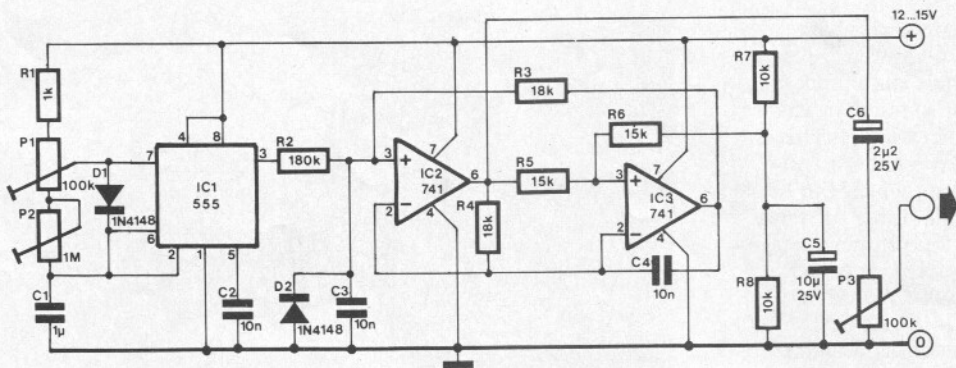 12...15V
+
R1
1k
P1
100k
P2
1M
C1
1µ
D1
1N4148
7
6
4
8
3
2
1
5
IC1
555
C2
10n
R2
180k
D2
1N4148
C3
10n
3
2
7
4
6
+
−
IC2
741
R3
18k
R4
18k
R5
15k
R6
15k
3
2
7
4
6
+
−
IC3
741
C4
10n
R7
10k
R8
10k
C5
10µ
25V
C6
2µ2
25V
P3
100k
0